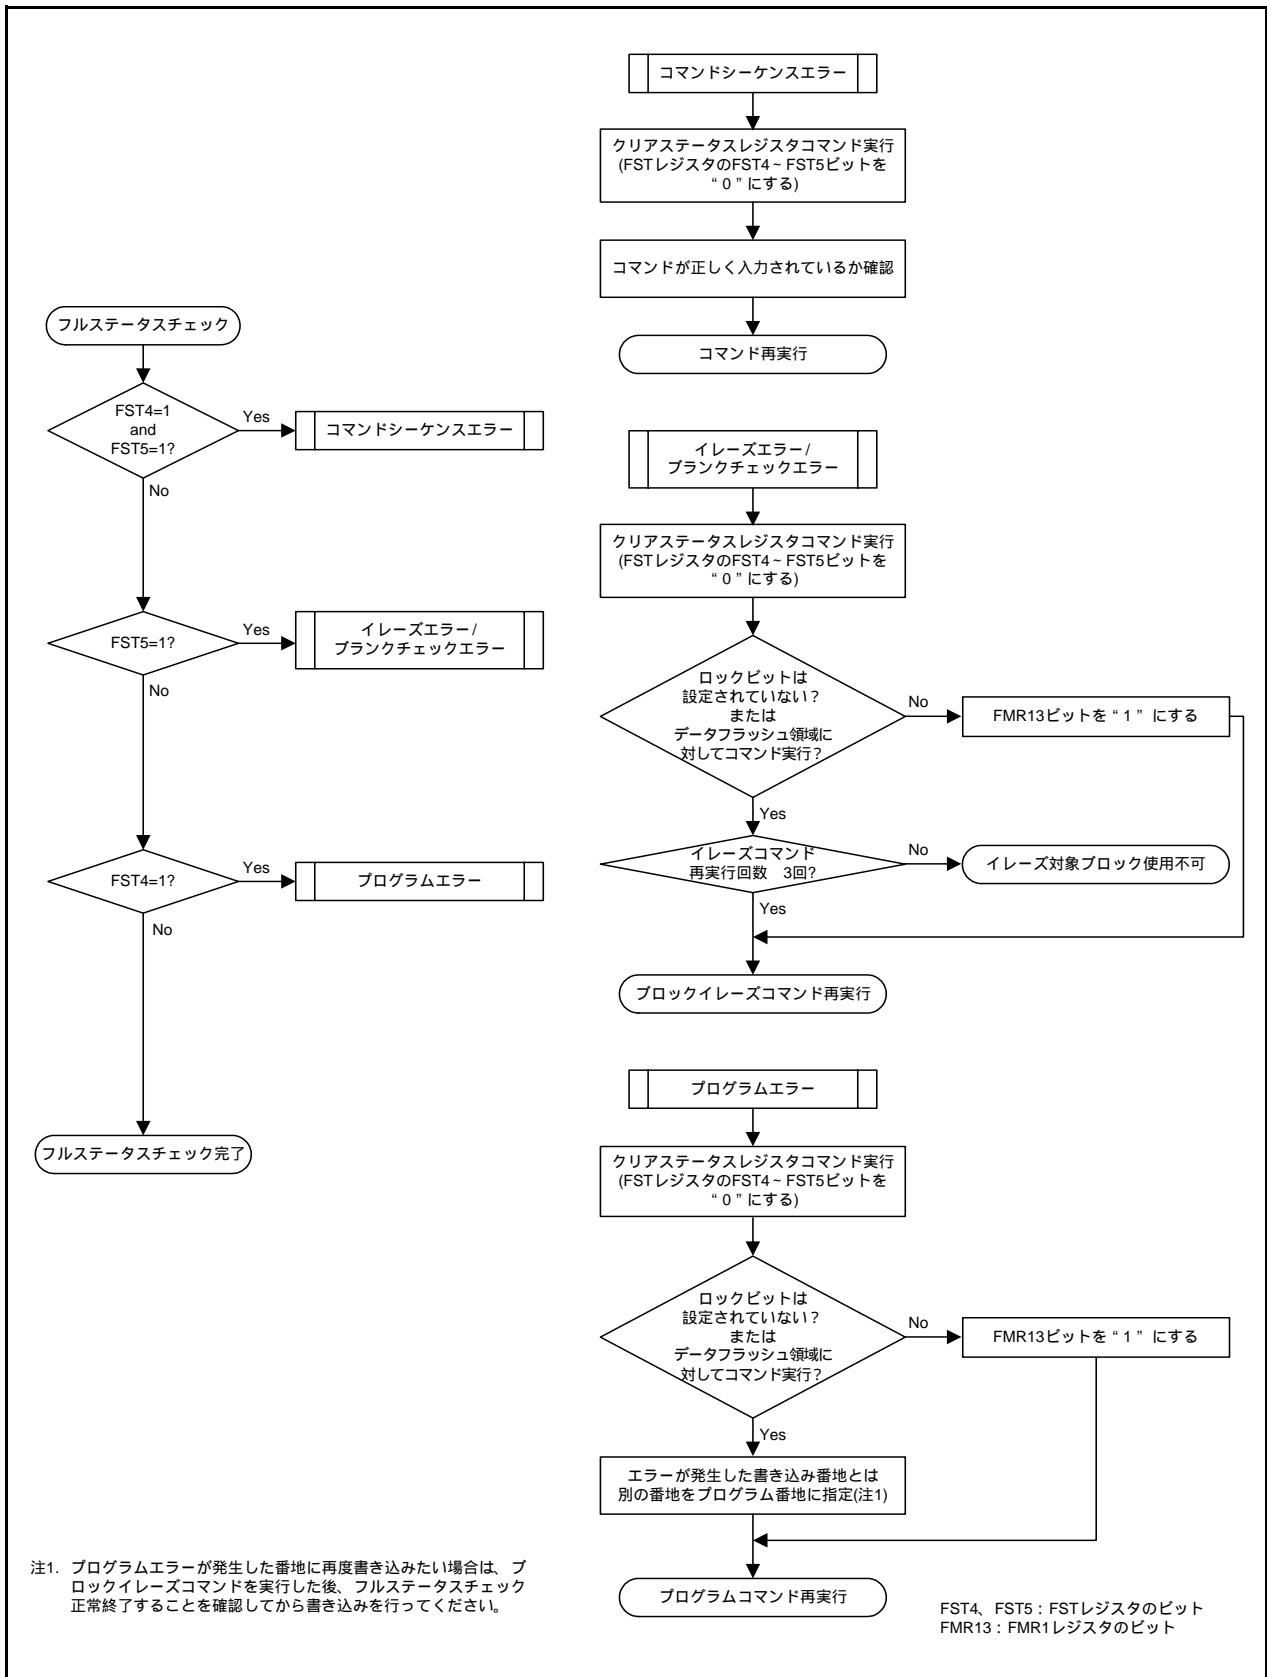 フルステータスチェック
FST4=1
and
FST5=1?
Yes
コマンドシーケンスエラー
No
FST5=1?
Yes
イレーズエラー/
ブランクチェックエラー
No
FST4=1?
Yes
プログラムエラー
No
フルステータスチェック完了
コマンドシーケンスエラー
クリアステータスレジスタコマンド実行
(FSTレジスタのFST4~FST5ビットを
“0”にする)
コマンドが正しく入力されているか確認
コマンド再実行
イレーズエラー/
ブランクチェックエラー
クリアステータスレジスタコマンド実行
(FSTレジスタのFST4~FST5ビットを
“0”にする)
ロックビットは
設定されていない?
または
データフラッシュ領域に
対してコマンド実行?
No
FMR13ビットを“1”にする
Yes
イレーズコマンド
再実行回数 3回?
No
イレーズ対象ブロック使用不可
Yes
ブロックイレーズコマンド再実行
プログラムエラー
クリアステータスレジスタコマンド実行
(FSTレジスタのFST4~FST5ビットを
“0”にする)
ロックビットは
設定されていない?
または
データフラッシュ領域に
対してコマンド実行?
No
FMR13ビットを“1”にする
Yes
エラーが発生した書き込み番地とは
別の番地をプログラム番地に指定(注1)
プログラムコマンド再実行
注1. プログラムエラーが発生した番地に再度書き込みたい場合は、ブ
ロックイレーズコマンドを実行した後、フルステータスチェック
正常終了することを確認してから書き込みを行ってください。
FST4、FST5:FSTレジスタのビット
FMR13:FMR1レジスタのビット